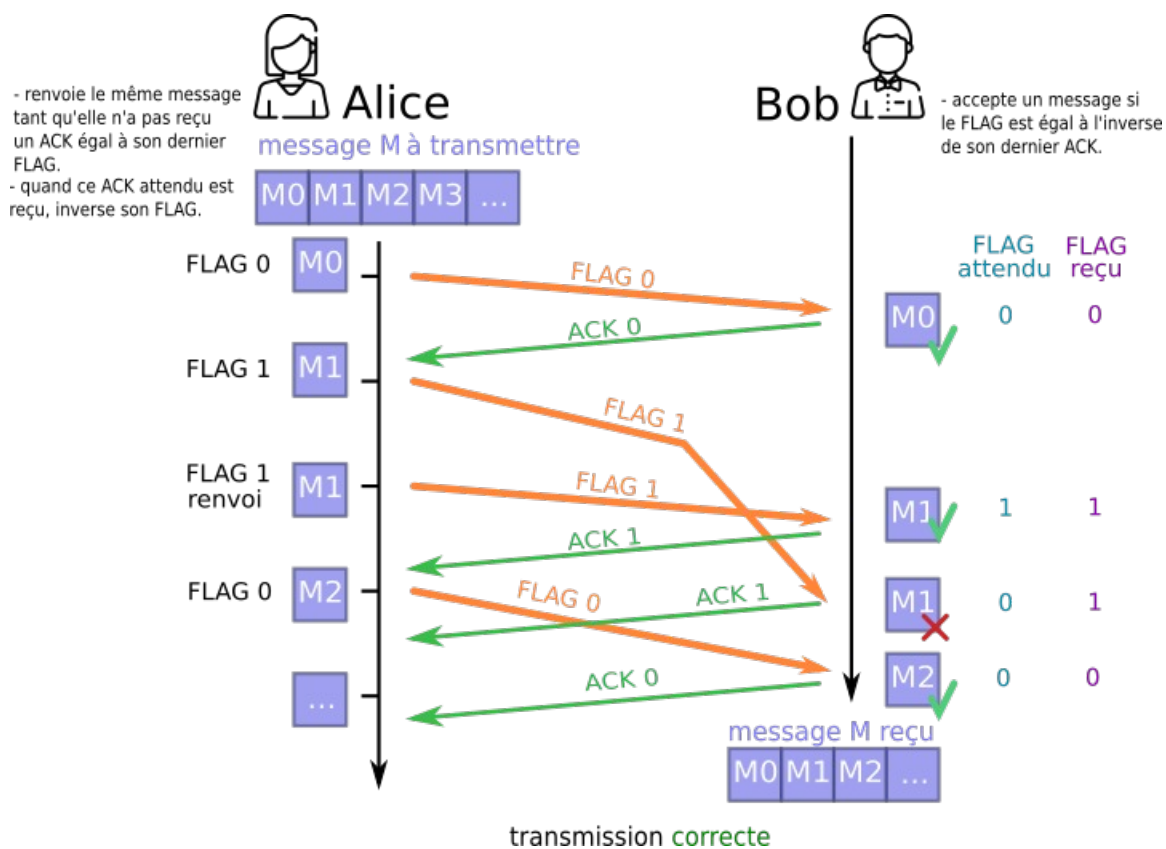 Alice
Bob
- renvoie le même message
tant qu'elle n'a pas reçu
un ACK égal à son dernier
FLAG.
- quand ce ACK attendu est
reçu, inverse son FLAG.
- accepte un message si
le FLAG est égal à l'inverse
de son dernier ACK.
message M à transmettre
M0 M1 M2 M3 ...
FLAG attendu
FLAG reçu
FLAG 0 M0
FLAG 0
M0 0 0
ACK 0
FLAG 1 M1
FLAG 1
FLAG 1
renvoi
M1
FLAG 1
M1 1 1
ACK 1
FLAG 0 M2
FLAG 0
ACK 1
M1 0 1
M2 0 0
ACK 0
...
message M reçu
M0 M1 M2 ...
transmission correcte